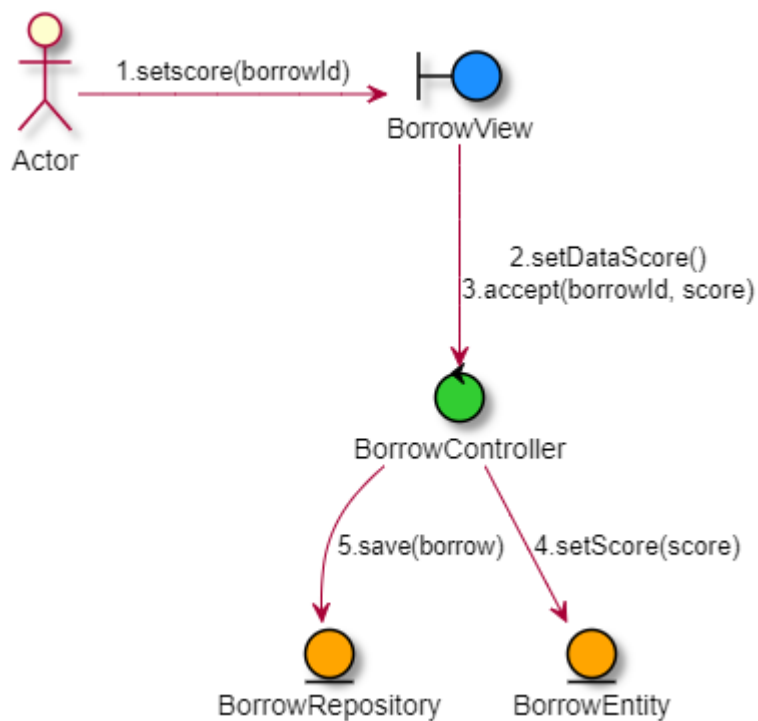 1.setscore(borrowId)
BorrowView
Actor
2.setDataScore()
3.accept(borrowId, score)
BorrowController
5.save(borrow)
4.setScore(score)
BorrowRepository
BorrowEntity